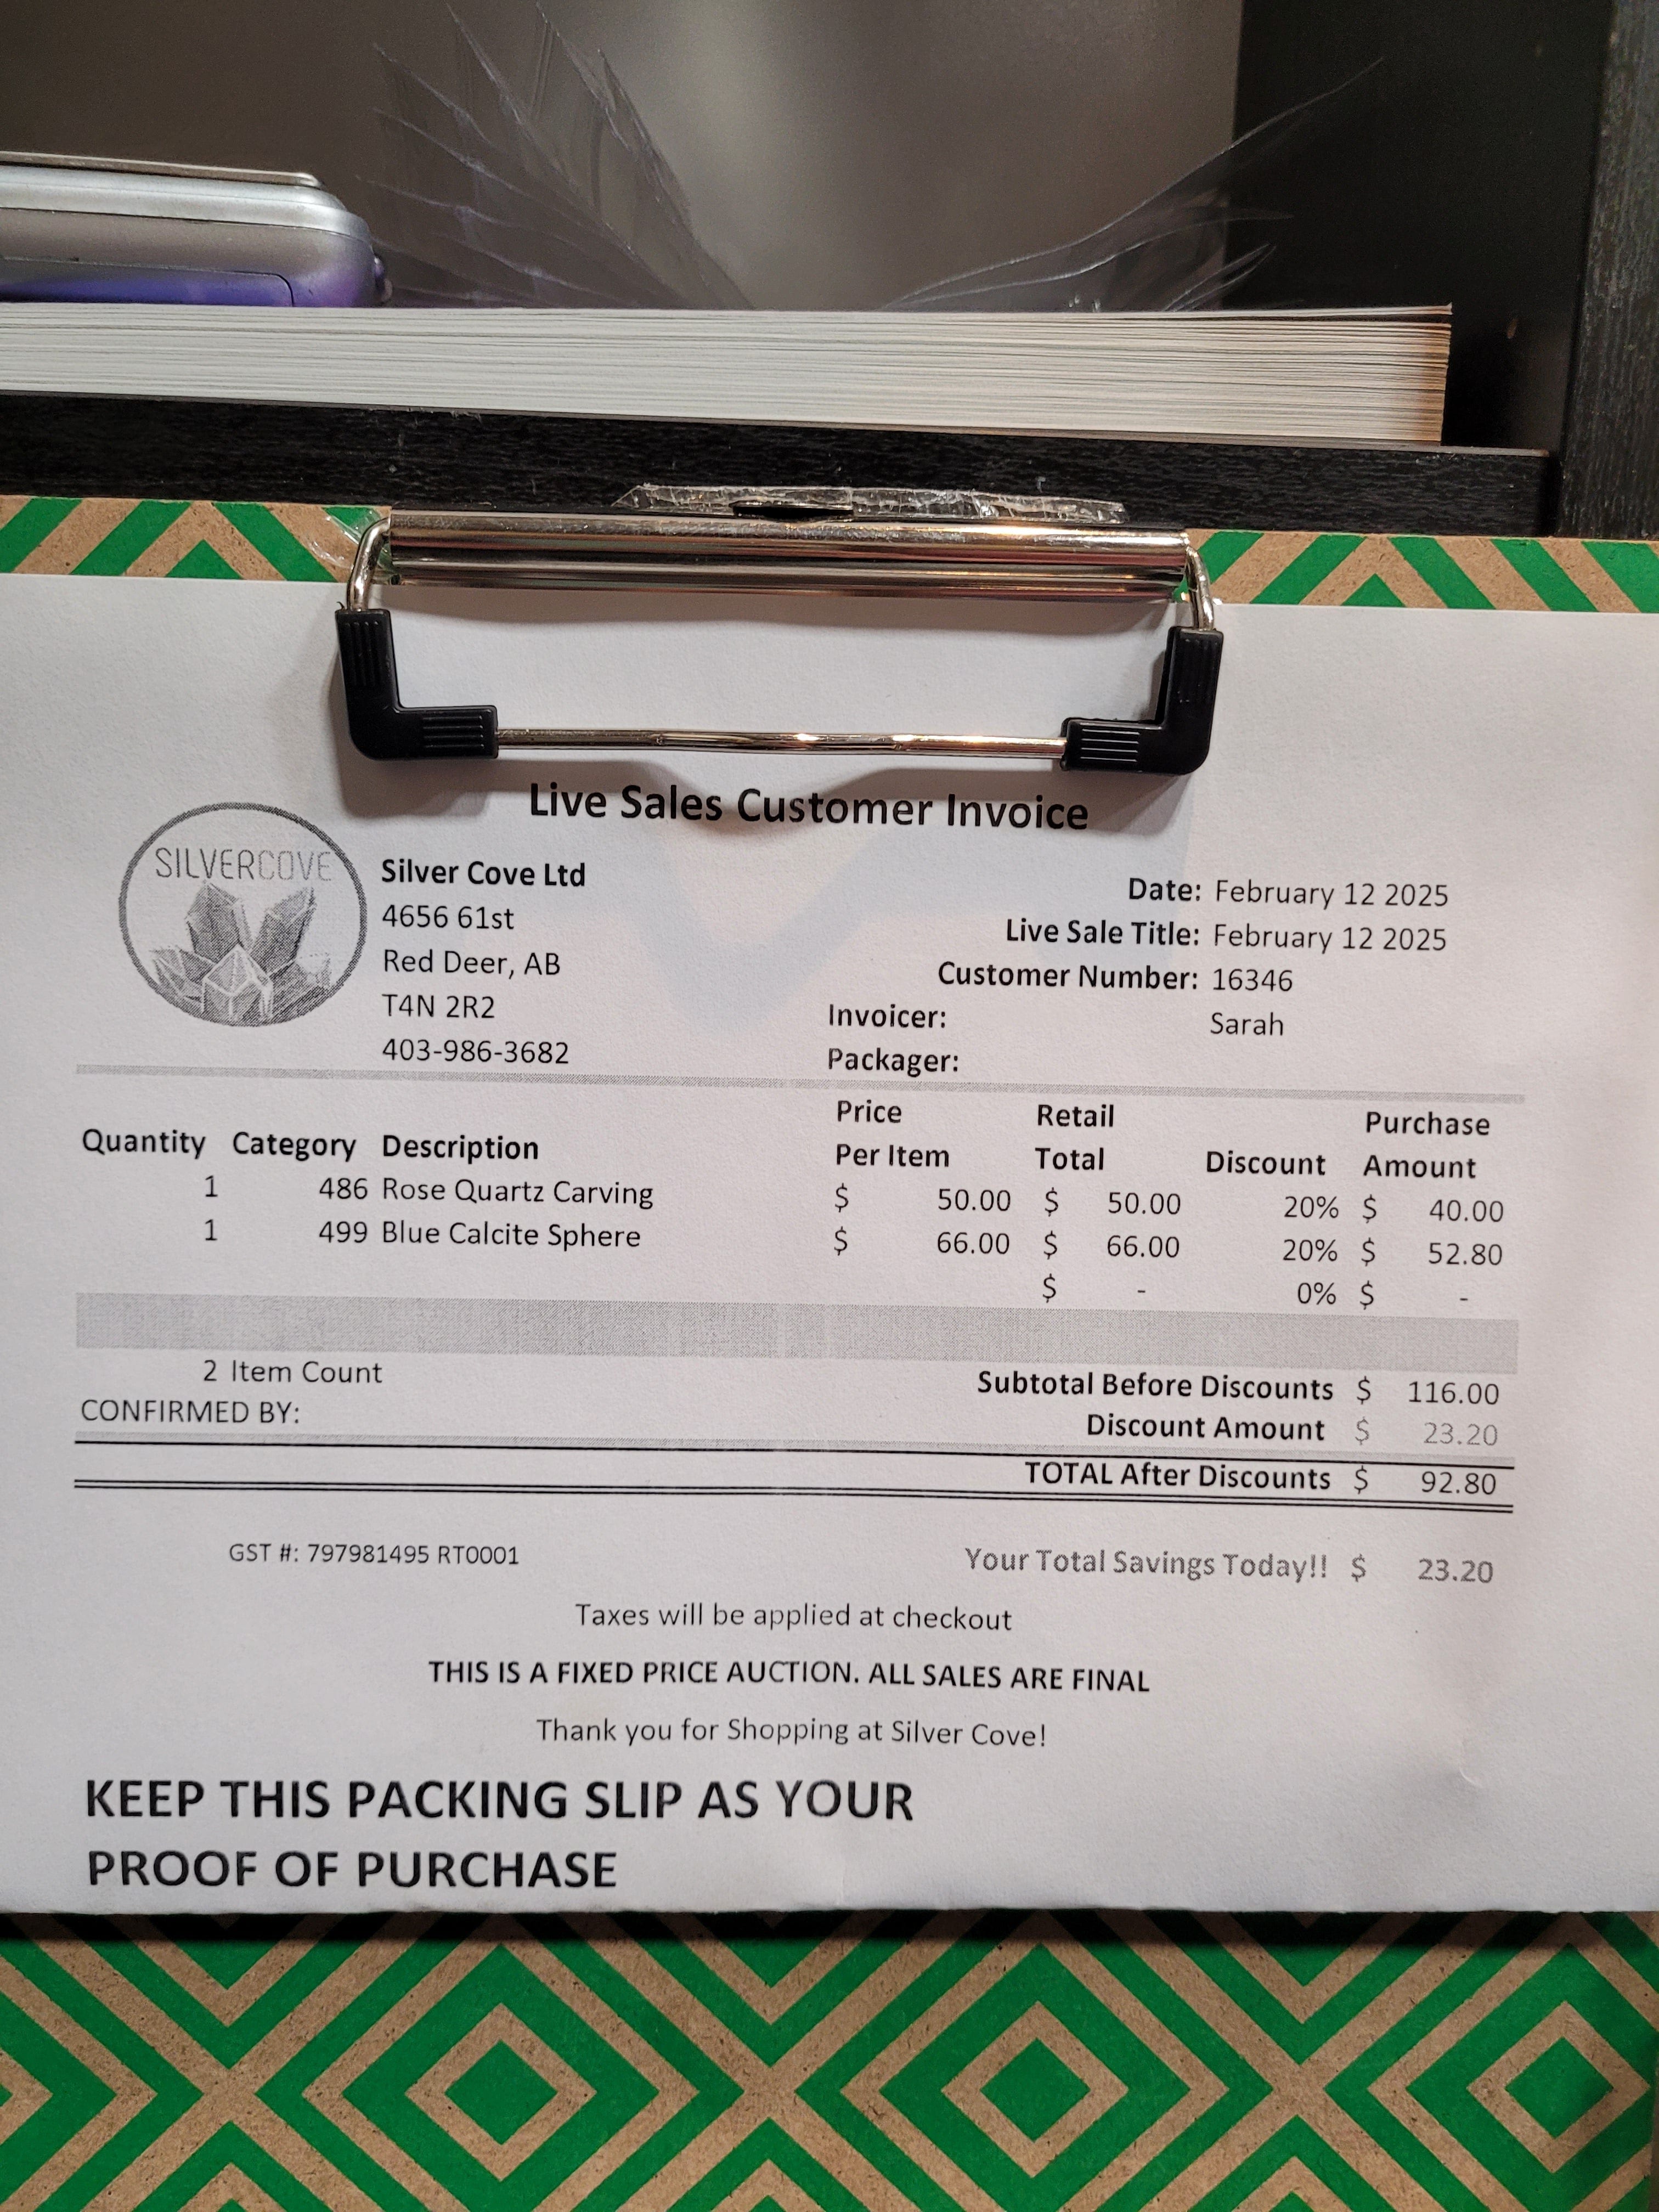 Live Sales Customer Invoice
SILVERCOVE
Silver Cove Ltd
4656 61st
Red Deer, AB
T4N 2R2
403-986-3682
Date: February 12 2025
Live Sale Title: February 12 2025
Customer Number: 16346
Invoicer: Sarah
Packager:
Quantity Category Description Price Per Item Retail Total Discount Purchase Amount
1 486 Rose Quartz Carving $ 50.00 $ 50.00 20% $ 40.00
1 499 Blue Calcite Sphere $ 66.00 $ 66.00 20% $ 52.80
$ - 0% $ -
2 Item Count
CONFIRMED BY:
Subtotal Before Discounts $ 116.00
Discount Amount $ 23.20
TOTAL After Discounts $ 92.80
GST #: 797981495 RT0001
Your Total Savings Today!! $ 23.20
Taxes will be applied at checkout
THIS IS A FIXED PRICE AUCTION. ALL SALES ARE FINAL
Thank you for Shopping at Silver Cove!
KEEP THIS PACKING SLIP AS YOUR
PROOF OF PURCHASE